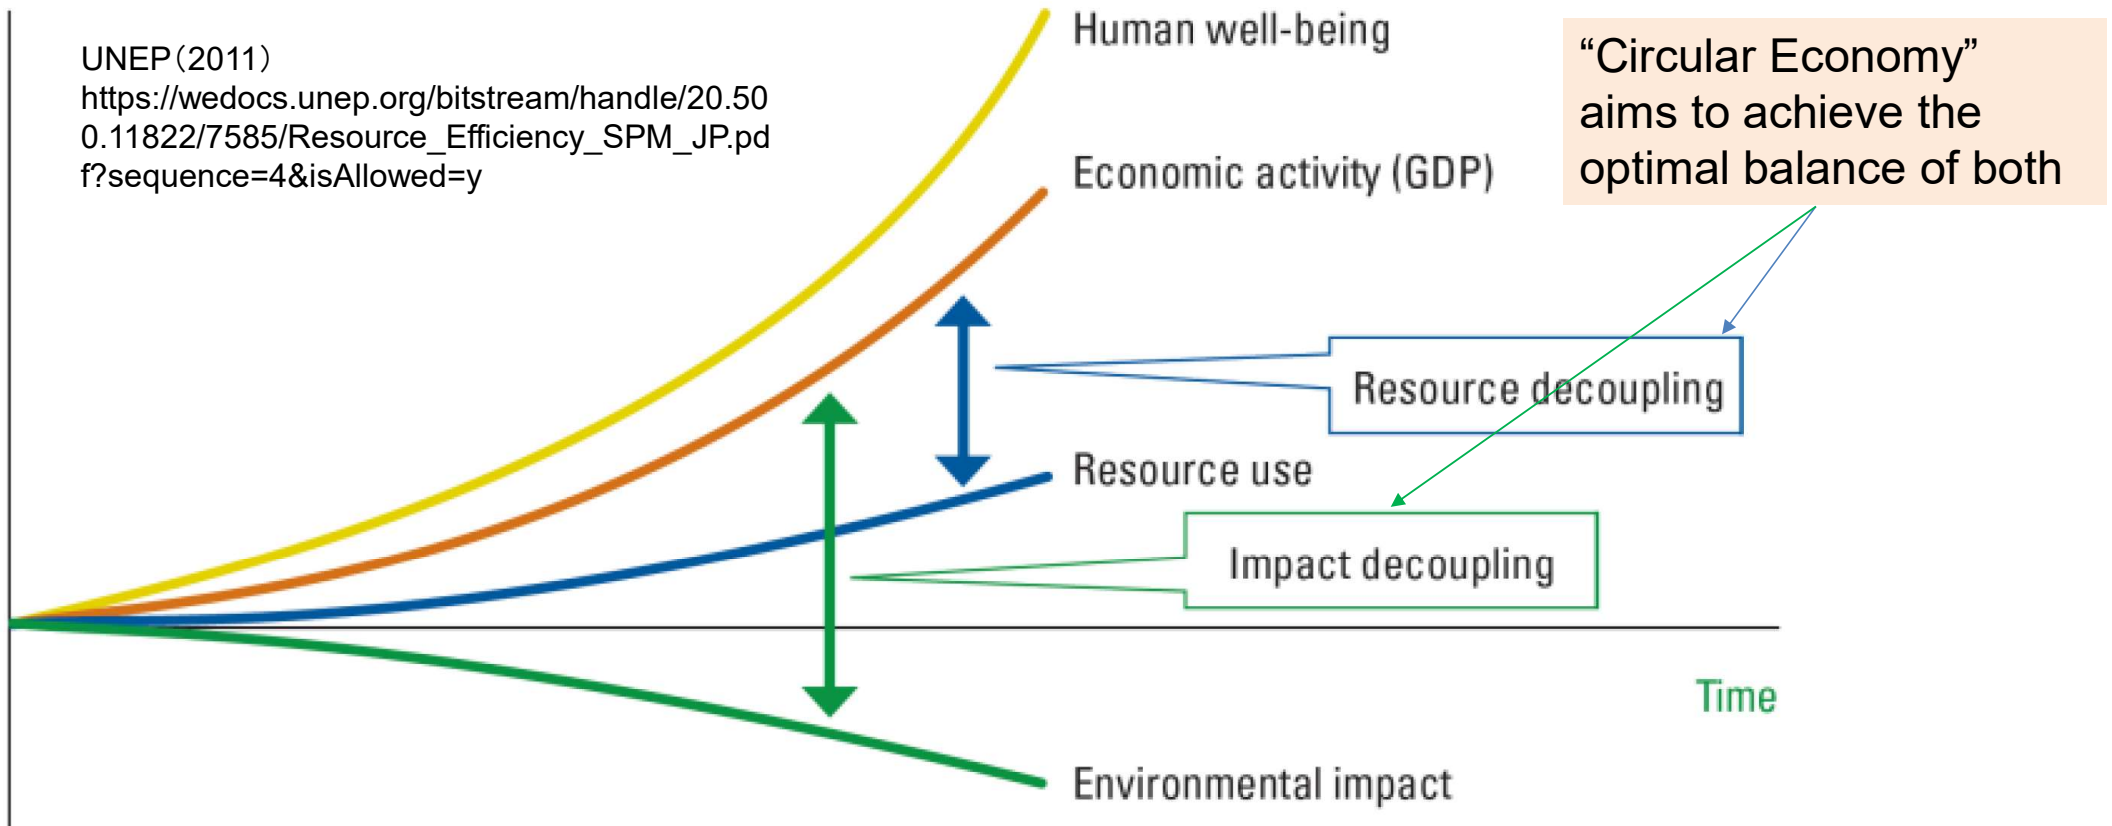 UNEP（2011）
https://wedocs.unep.org/bitstream/handle/20.50
0.11822/7585/Resource_Efficiency_SPM_JP.pd
f?sequence=4&isAllowed=y
Human well-being
Economic activity (GDP)
“Circular Economy”
aims to achieve the
optimal balance of both
Resource decoupling
Resource use
Impact decoupling
Time
Environmental impact